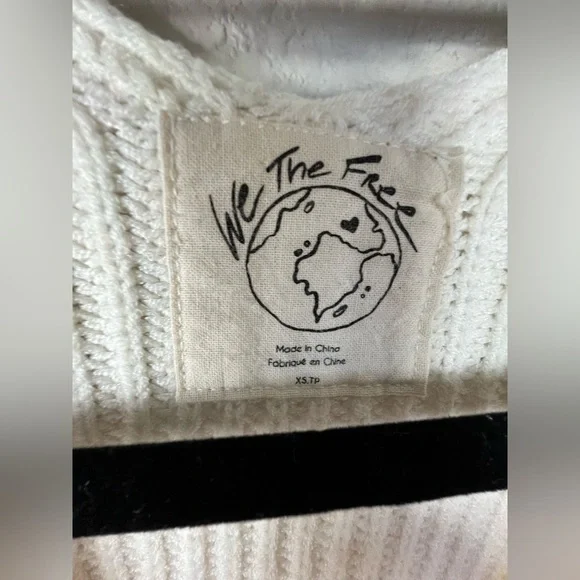 We The Free
Made in China
Fabriqué en Chine
XS.TP